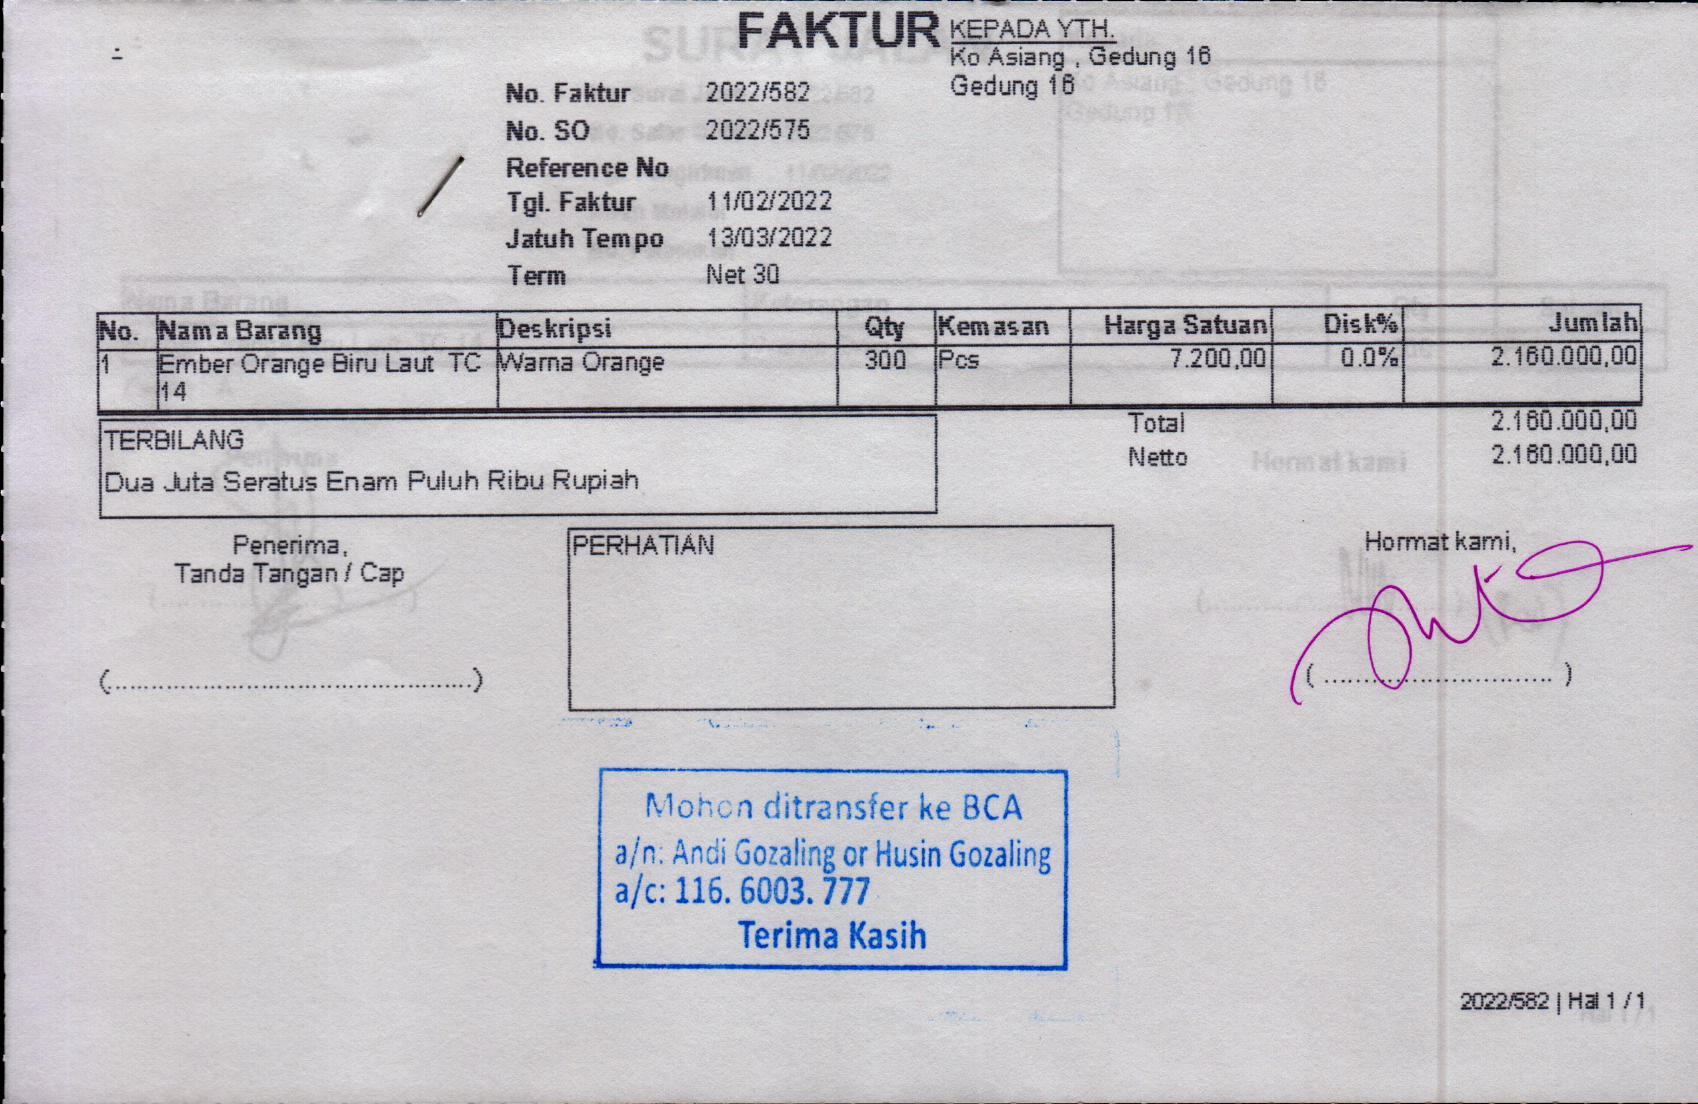 FAKTUR
KEPADA YTH.
Ko Asiang , Gedung 16
Gedung 16
No. Faktur 2022/582
No. SO 2022/575
Reference No
Tgl. Faktur 11/02/2022
Jatuh Tempo 13/03/2022
Term Net 30
No. Nama Barang Deskripsi Qty Kemasan Harga Satuan Disk% Jumlah
1 Ember Orange Biru Laut TC 14 Warna Orange 300 Pcs 7.200,00 0.0% 2.160.000,00
Total 2.160.000,00
Netto 2.160.000,00
TERBILANG
Dua Juta Seratus Enam Puluh Ribu Rupiah
Penerima,
Tanda Tangan / Cap
(...............................................)
PERHATIAN
Hormat kami,
( .............................. )
Mohon ditransfer ke BCA
a/n: Andi Gozaling or Husin Gozaling
a/c: 116. 6003. 777
Terima Kasih
2022/582 | Hal 1 / 1